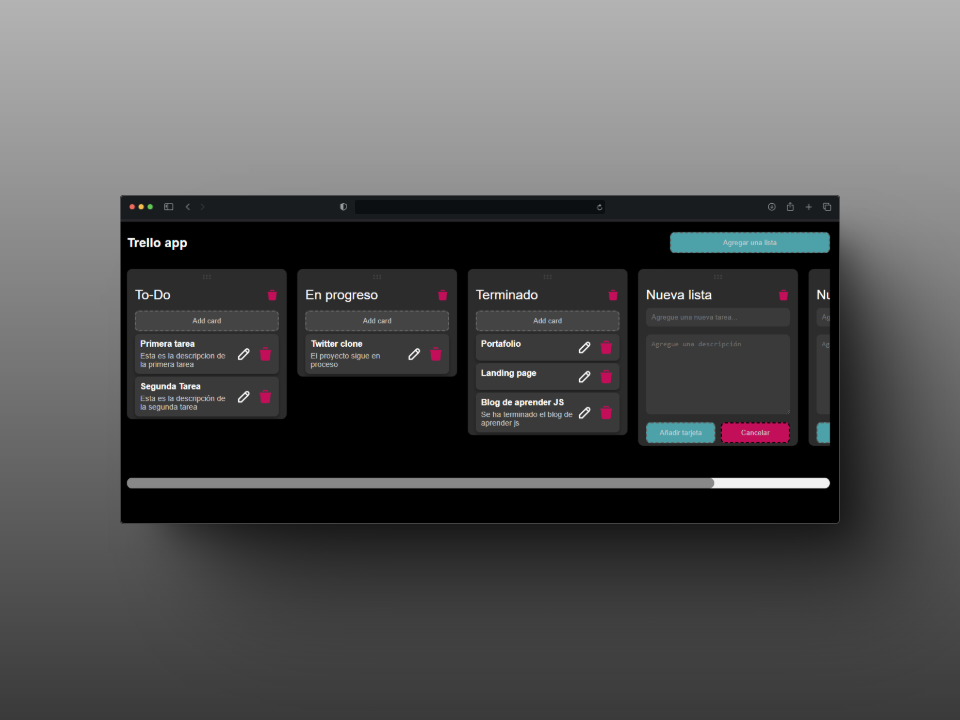 Trello app
Agregar una lista
To-Do
Add card
Primera tarea
Esta es la descripcion de
la primera tarea
Segunda Tarea
Esta es la descripción de
la segunda tarea
En progreso
Add card
Twitter clone
El proyecto sigue en
proceso
Terminado
Add card
Portafolio
Landing page
Blog de aprender JS
Se ha terminado el blog de
aprender js
Nueva lista
Agregue una nueva tarea...
Agregue una descripción
Añadir tarjeta
Cancelar
Nu
Ag
Ag